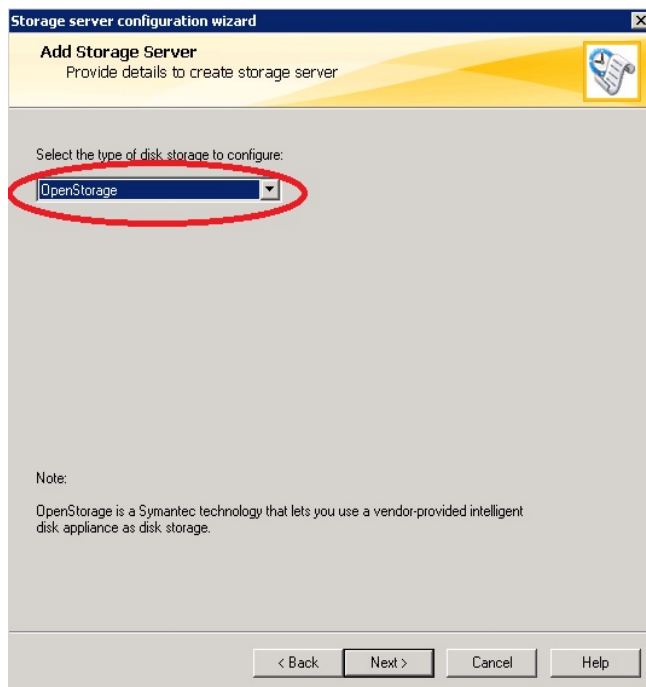 Storage server configuration wizard
Add Storage Server
Provide details to create storage server
Select the type of disk storage to configure:
OpenStorage
Note:
OpenStorage is a Symantec technology that lets you use a vendor-provided intelligent
disk appliance as disk storage.
< Back
Next >
Cancel
Help